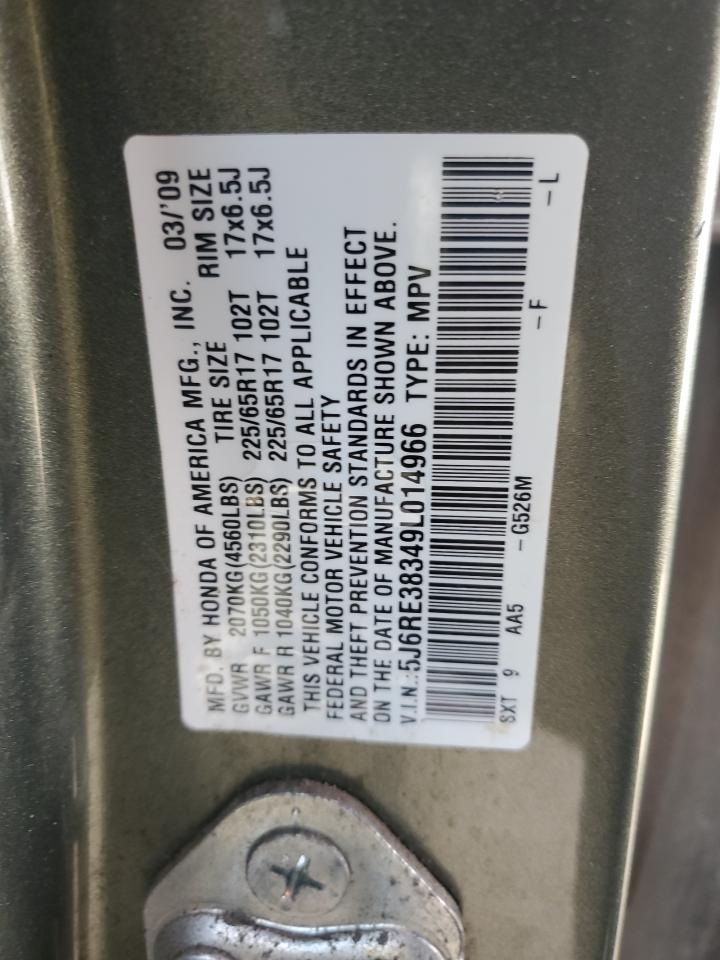 MFD. BY HONDA OF AMERICA MFG., INC. 03/'09
GVWR 2070KG(4560LBS) TIRE SIZE RIM SIZE
GAWR F 1050KG(2310LBS) 225/65R17 102T 17x6.5J
GAWR R 1040KG(2290LBS) 225/65R17 102T 17x6.5J
THIS VEHICLE CONFORMS TO ALL APPLICABLE
FEDERAL MOTOR VEHICLE SAFETY
AND THEFT PREVENTION STANDARDS IN EFFECT
ON THE DATE OF MANUFACTURE SHOWN ABOVE.
V.I.N.:5J6RE38349L014966 TYPE: MPV
SXT 9 AA5 -G526M -F -L